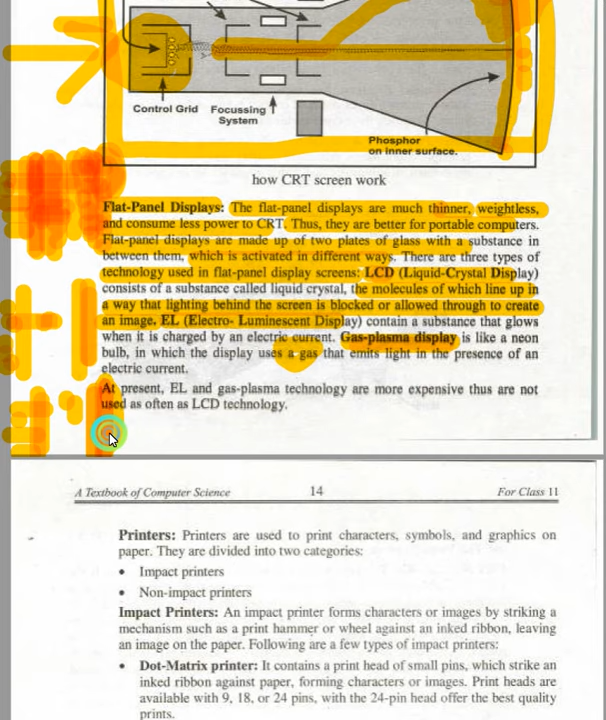 Control Grid Focussing
System
Phosphor
on inner surface.
how CRT screen work
Flat-Panel Displays: The flat-panel displays are much thinner, weightless,
and consume less power to CRT. Thus, they are better for portable computers.
Flat-panel displays are made up of two plates of glass with a substance in
between them, which is activated in different ways. There are three types of
technology used in flat-panel display screens: LCD (Liquid-Crystal Display)
consists of a substance called liquid crystal, the molecules of which line up in
a way that lighting behind the screen is blocked or allowed through to create
an image. EL (Electro- Luminescent Display) contain a substance that glows
when it is charged by an electric current. Gas-plasma display is like a neon
bulb, in which the display uses a gas that emits light in the presence of an
electric current.
At present, EL and gas-plasma technology are more expensive thus are not
used as often as LCD technology.
A Textbook of Computer Science 14 For Class 11
Printers: Printers are used to print characters, symbols, and graphics on
paper. They are divided into two categories:
• Impact printers
• Non-impact printers
Impact Printers: An impact printer forms characters or images by striking a
mechanism such as a print hammer or wheel against an inked ribbon, leaving
an image on the paper. Following are a few types of impact printers:
• Dot-Matrix printer: It contains a print head of small pins, which strike an
inked ribbon against paper, forming characters or images. Print heads are
available with 9, 18, or 24 pins, with the 24-pin head offer the best quality
prints.